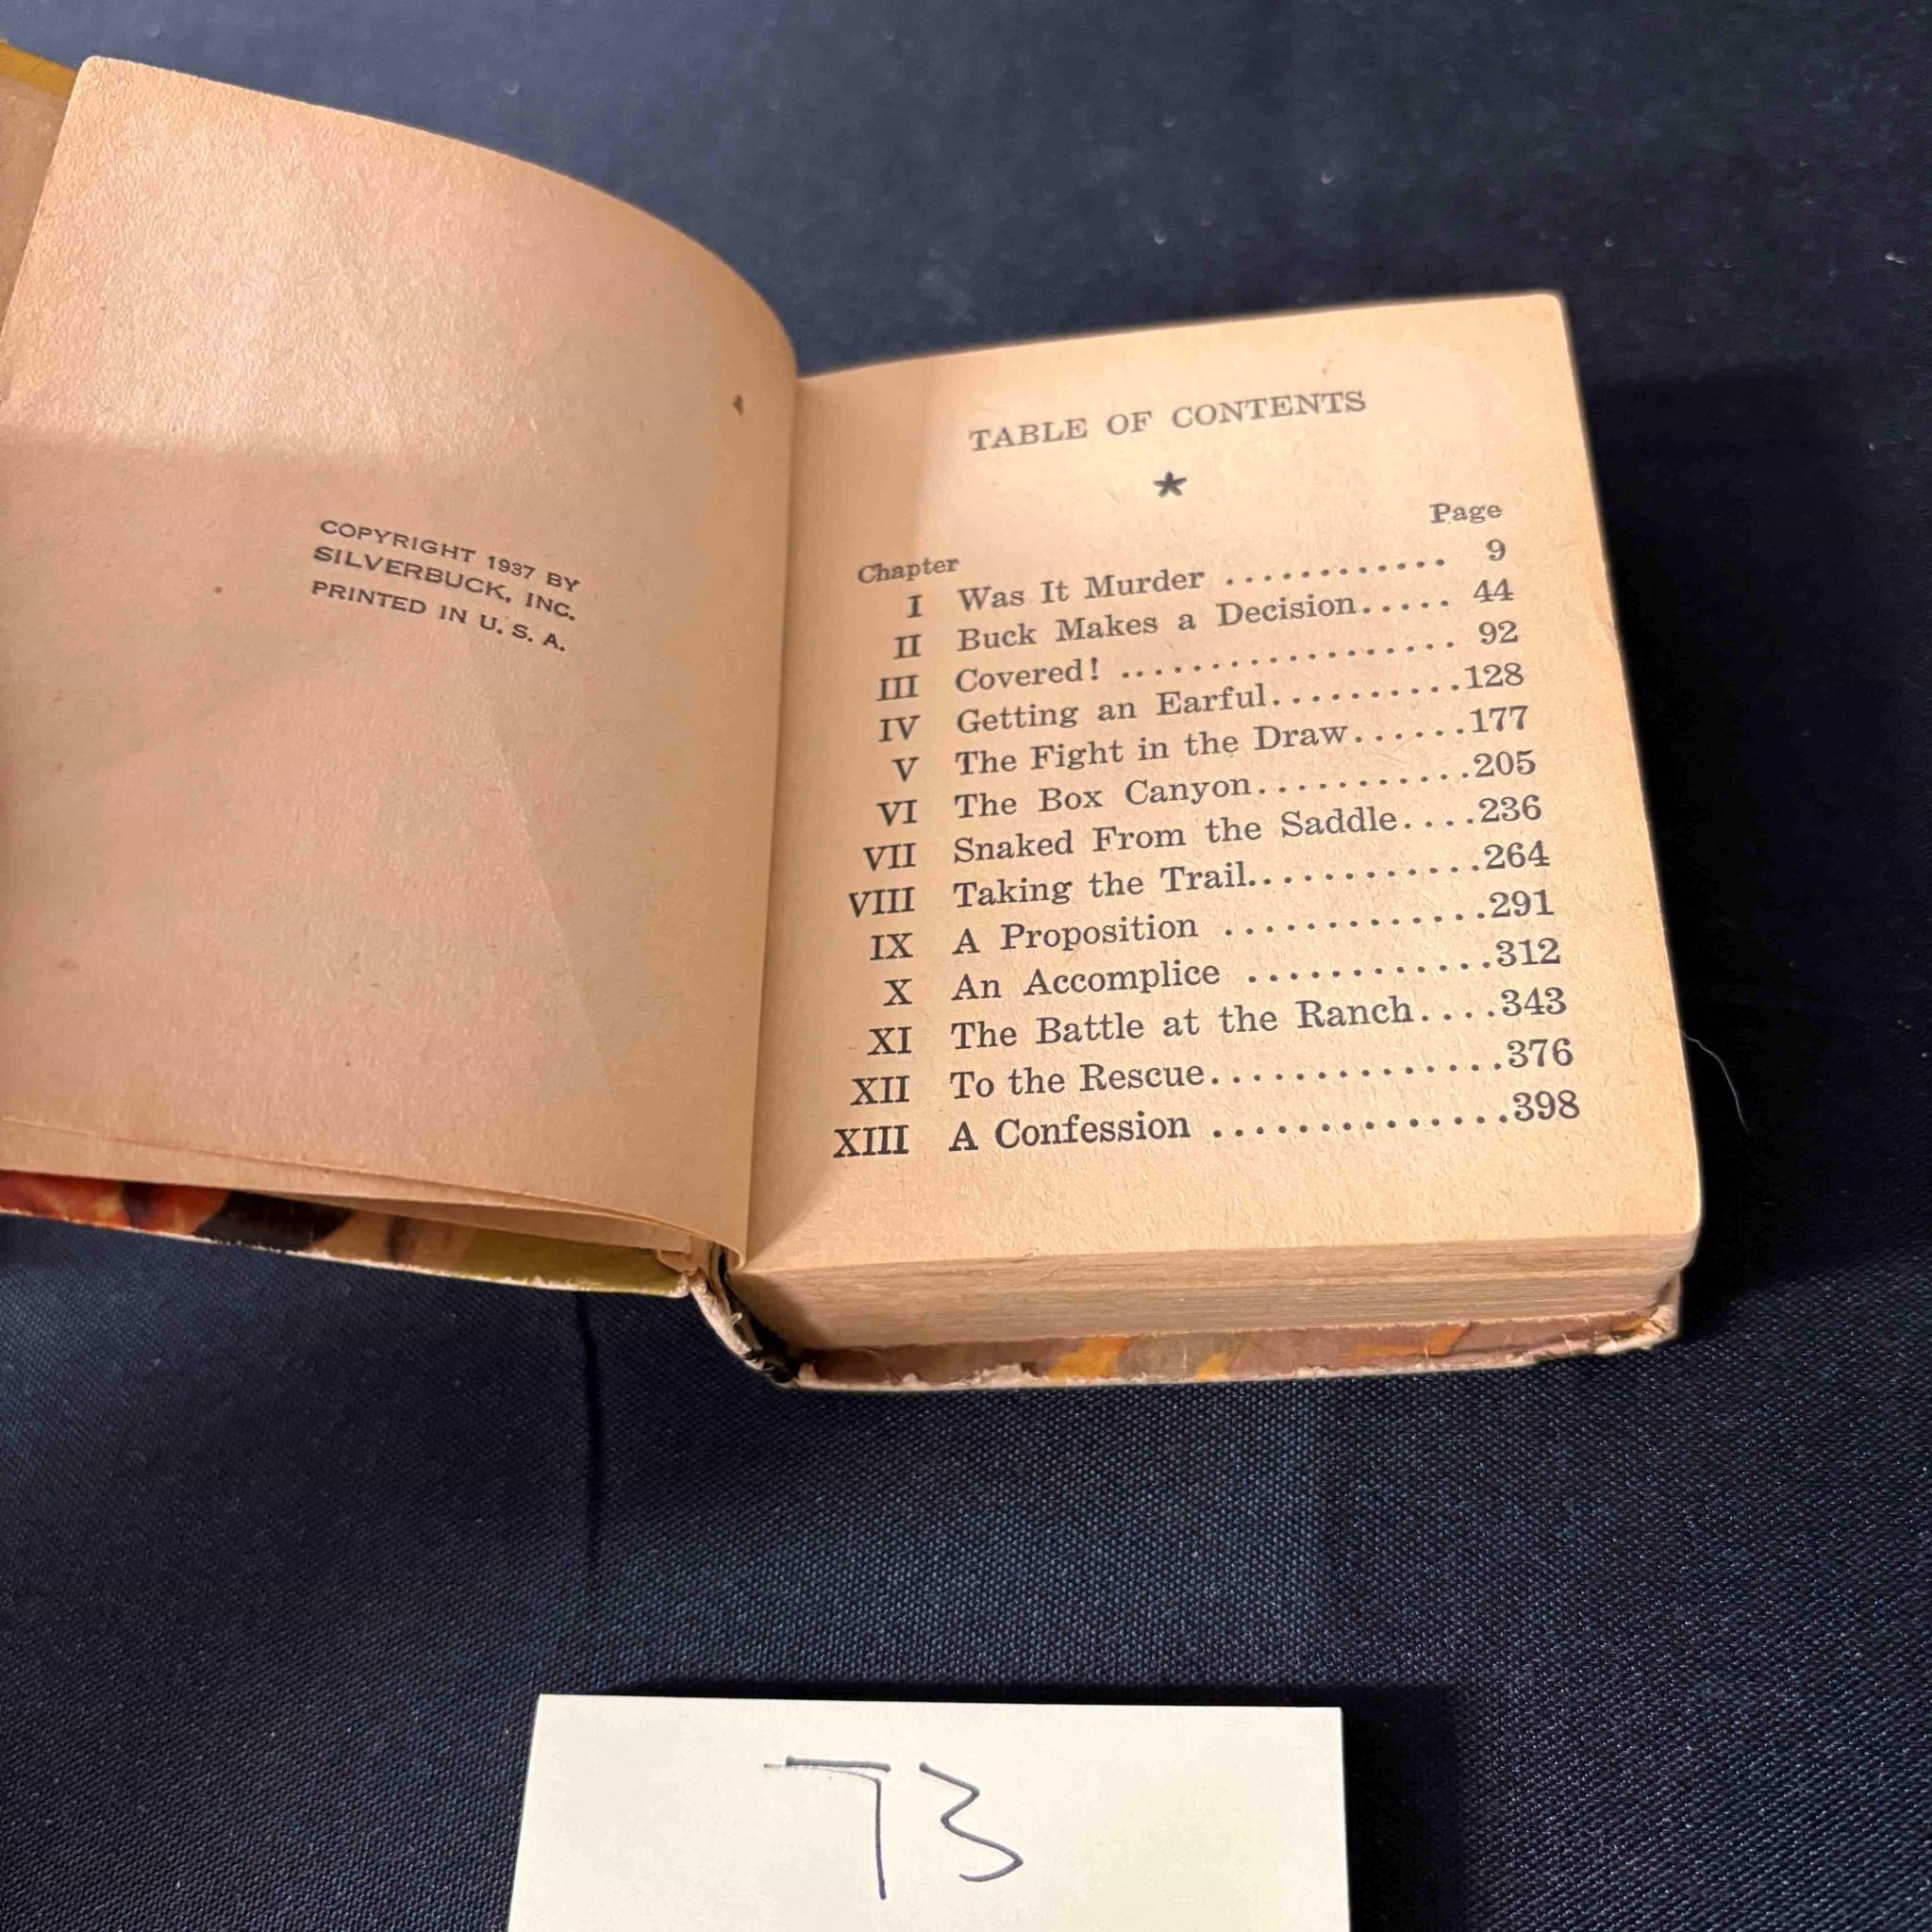 COPYRIGHT 1937 BY
SILVERBUCK, INC.
PRINTED IN U. S. A.
TABLE OF CONTENTS
★
Page
Chapter
I Was It Murder ............ 9
II Buck Makes a Decision..... 44
III Covered! .................. 92
IV Getting an Earful..........128
V The Fight in the Draw......177
VI The Box Canyon...........205
VII Snaked From the Saddle....236
VIII Taking the Trail............264
IX A Proposition .............291
X An Accomplice ............312
XI The Battle at the Ranch....343
XII To the Rescue..............376
XIII A Confession ..............398
73